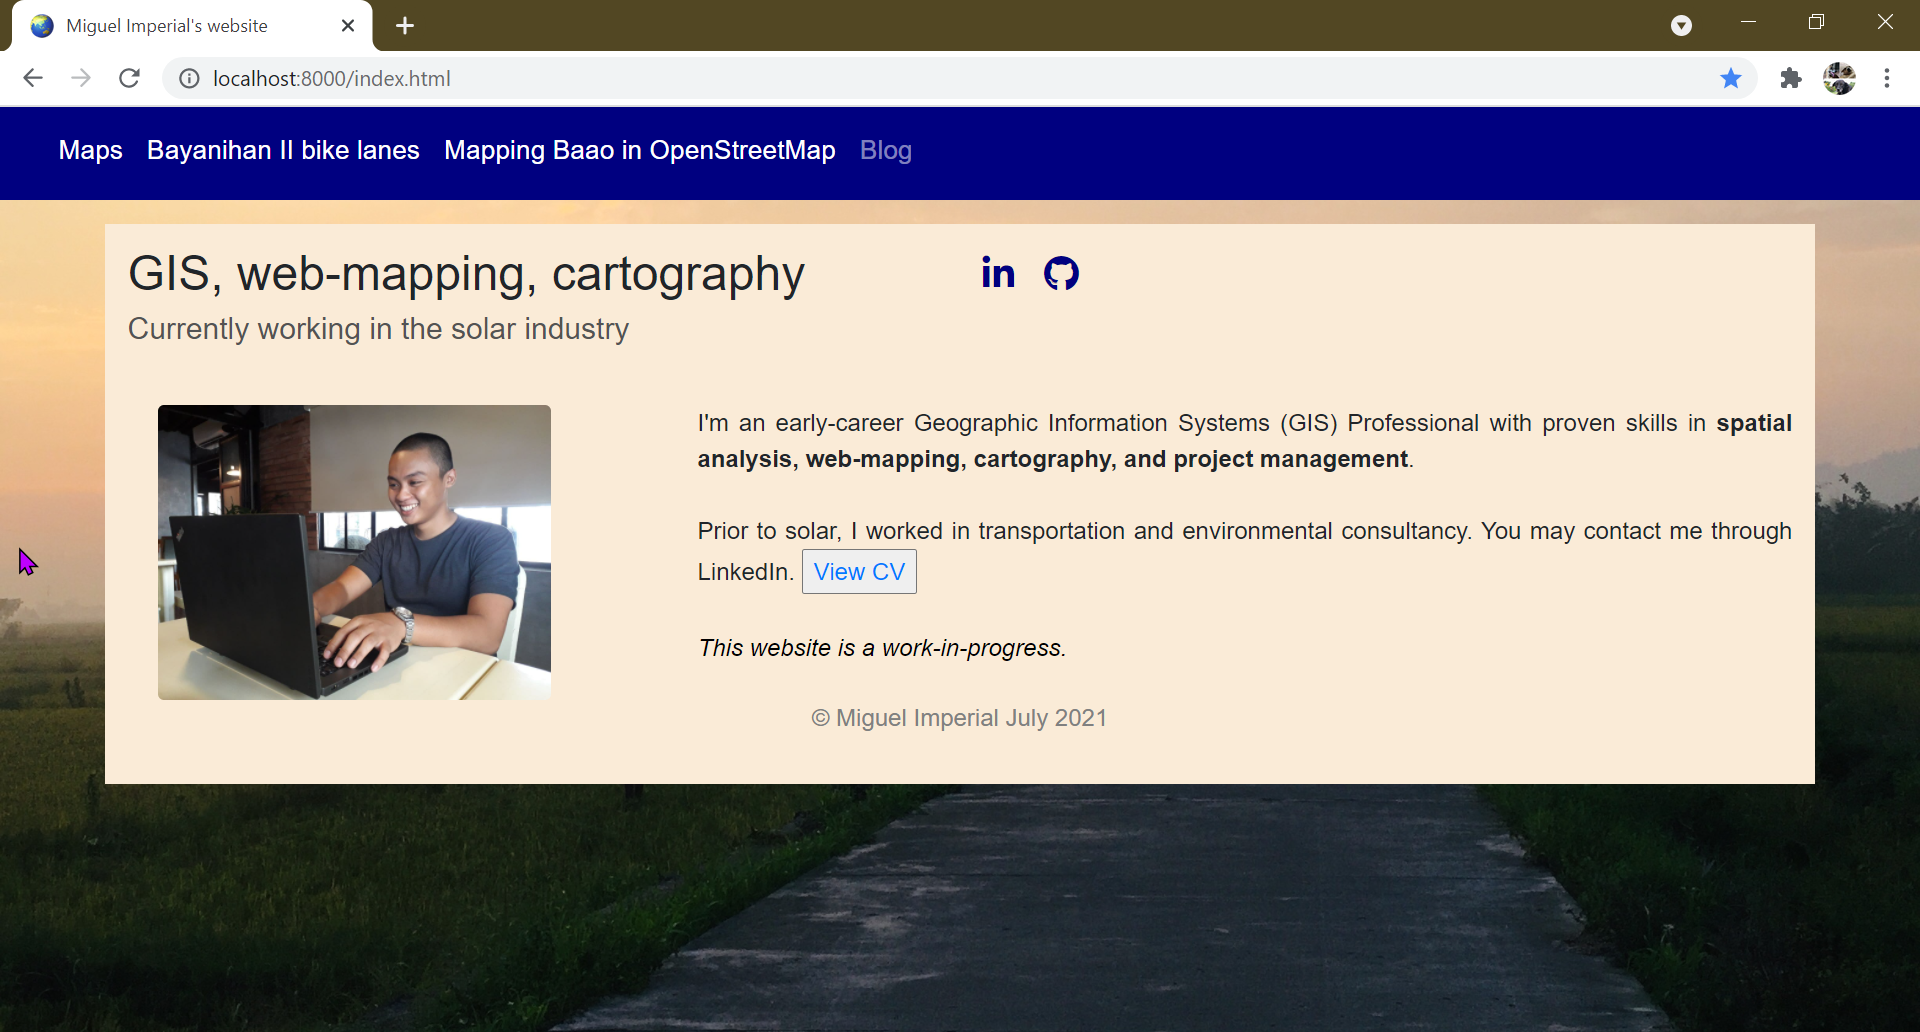 Miguel Imperial's website
localhost:8000/index.html
Maps Bayanihan II bike lanes Mapping Baao in OpenStreetMap Blog
GIS, web-mapping, cartography in
Currently working in the solar industry
I'm an early-career Geographic Information Systems (GIS) Professional with proven skills in spatial
analysis, web-mapping, cartography, and project management.
Prior to solar, I worked in transportation and environmental consultancy. You may contact me through
LinkedIn. View CV
This website is a work-in-progress.
© Miguel Imperial July 2021